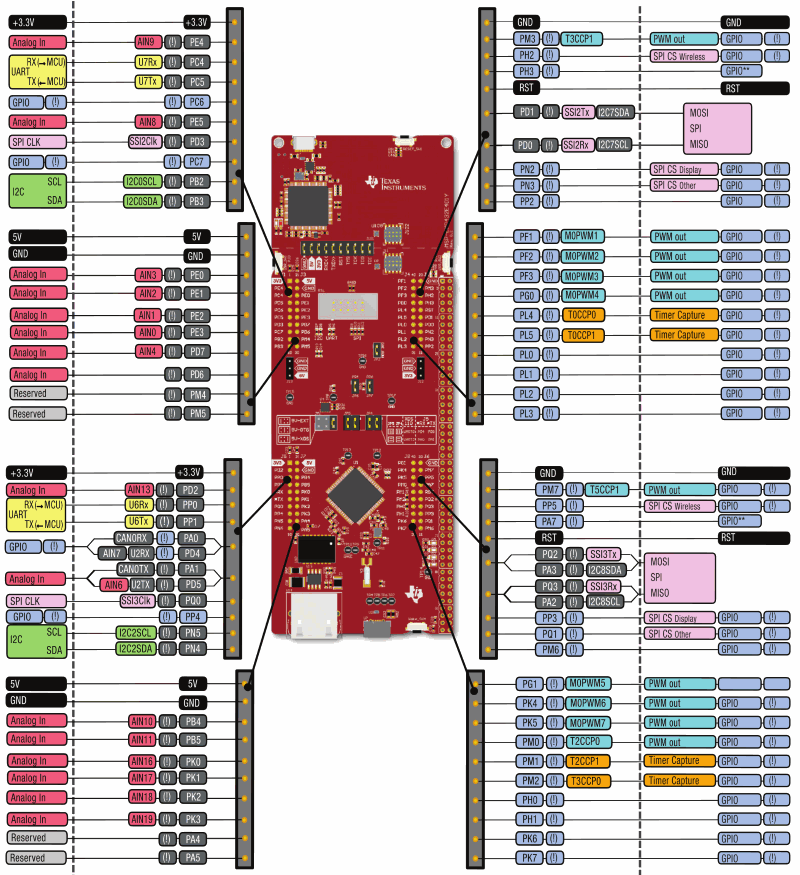 +3.3V +3.3V
Analog In AIN9 (!) PE4
RX(→MCU) U7Rx (!) PC4
UART
TX(←MCU) U7Tx (!) PC5
GPIO (!) (!) PC6
Analog In AIN8 (!) PE5
SPI CLK SSI2Clk (!) PD3
GPIO (!) (!) PC7
I2C SCL I2C0SCL (!) PB2
SDA I2C0SDA (!) PB3
5V 5V
GND GND
Analog In AIN3 (!) PE0
Analog In AIN2 (!) PE1
Analog In AIN1 (!) PE2
Analog In AIN0 (!) PE3
Analog In AIN4 (!) PD7
Analog In (!) PD6
Reserved (!) PM4
Reserved (!) PM5
GND GND
PM3 (!) T3CCP1 PWM out GPIO (!)
PH2 (!) SPI CS Wireless GPIO (!)
PH3 (!) GPIO**
RST RST
PD1 (!) SSI2Tx I2C7SDA MOSI
SPI
PD0 (!) SSI2Rx I2C7SCL MISO
PN2 (!) SPI CS Display GPIO (!)
PN3 (!) SPI CS Other GPIO (!)
PP2 (!) GPIO (!)
PF1 (!) M0PWM1 PWM out GPIO (!)
PF2 (!) M0PWM2 PWM out GPIO (!)
PF3 (!) M0PWM3 PWM out GPIO (!)
PG0 (!) M0PWM4 PWM out GPIO (!)
PL4 (!) T0CCP0 Timer Capture GPIO (!)
PL5 (!) T0CCP1 Timer Capture GPIO (!)
PL0 (!) GPIO (!)
PL1 (!) GPIO (!)
PL2 (!) GPIO (!)
PL3 (!) GPIO (!)
TEXAS
INSTRUMENTS
+3.3V +3.3V
Analog In AIN13 (!) PD2
RX(→MCU) U6Rx (!) PP0
UART
TX(←MCU) U6Tx (!) PP1
CAN0RX (!) PA0
GPIO (!)
AIN7 U2RX (!) PD4
CAN0TX (!) PA1
Analog In
AIN6 U2TX (!) PD5
SPI CLK SSI3Clk (!) PQ0
GPIO (!) (!) PP4
I2C SCL I2C2SCL (!) PN5
SDA I2C2SDA (!) PN4
5V 5V
GND GND
Analog In AIN10 (!) PB4
Analog In AIN11 (!) PB5
Analog In AIN16 (!) PK0
Analog In AIN17 (!) PK1
Analog In AIN18 (!) PK2
Analog In AIN19 (!) PK3
Reserved (!) PA4
Reserved (!) PA5
GND GND
PM7 (!) T5CCP1 PWM out GPIO (!)
PP5 (!) SPI CS Wireless GPIO (!)
PA7 (!) GPIO**
RST RST
PQ2 (!) SSI3Tx
MOSI
PA3 (!) I2C8SDA
SPI
PQ3 (!) SSI3Rx
MISO
PA2 (!) I2C8SCL
PP3 (!) SPI CS Display GPIO (!)
PQ1 (!) SPI CS Other GPIO (!)
PM6 (!) GPIO (!)
PG1 (!) M0PWM5 PWM out
PK4 (!) M0PWM6 PWM out GPIO (!)
PK5 (!) M0PWM7 PWM out GPIO (!)
PM0 (!) T2CCP0 PWM out GPIO (!)
PM1 (!) T2CCP1 Timer Capture GPIO (!)
PM2 (!) T3CCP0 Timer Capture GPIO (!)
PH0 (!) GPIO (!)
PH1 (!) GPIO (!)
PK6 (!) GPIO (!)
PK7 (!) GPIO (!)